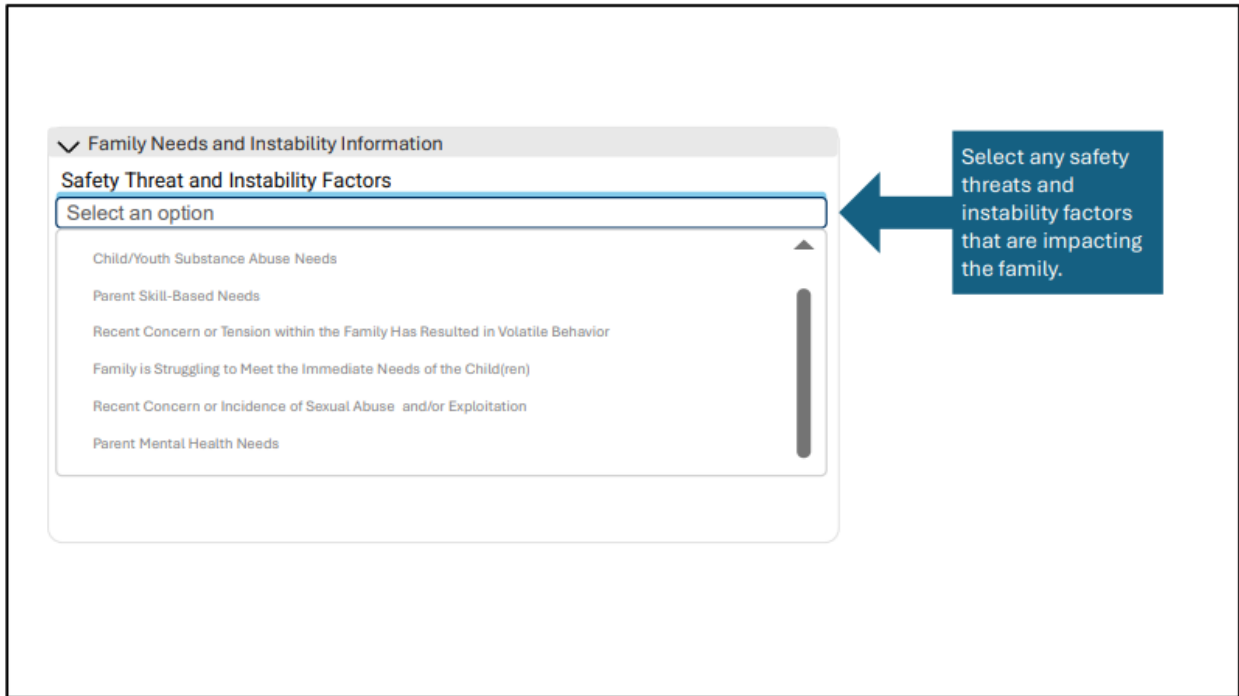 Family Needs and Instability Information
Safety Threat and Instability Factors
Select an option
Child/Youth Substance Abuse Needs
Parent Skill-Based Needs
Recent Concern or Tension within the Family Has Resulted in Volatile Behavior
Family is Struggling to Meet the Immediate Needs of the Child(ren)
Recent Concern or Incidence of Sexual Abuse  and/or Exploitation
Parent Mental Health Needs
Select any safety
threats and
instability factors
that are impacting
the family.